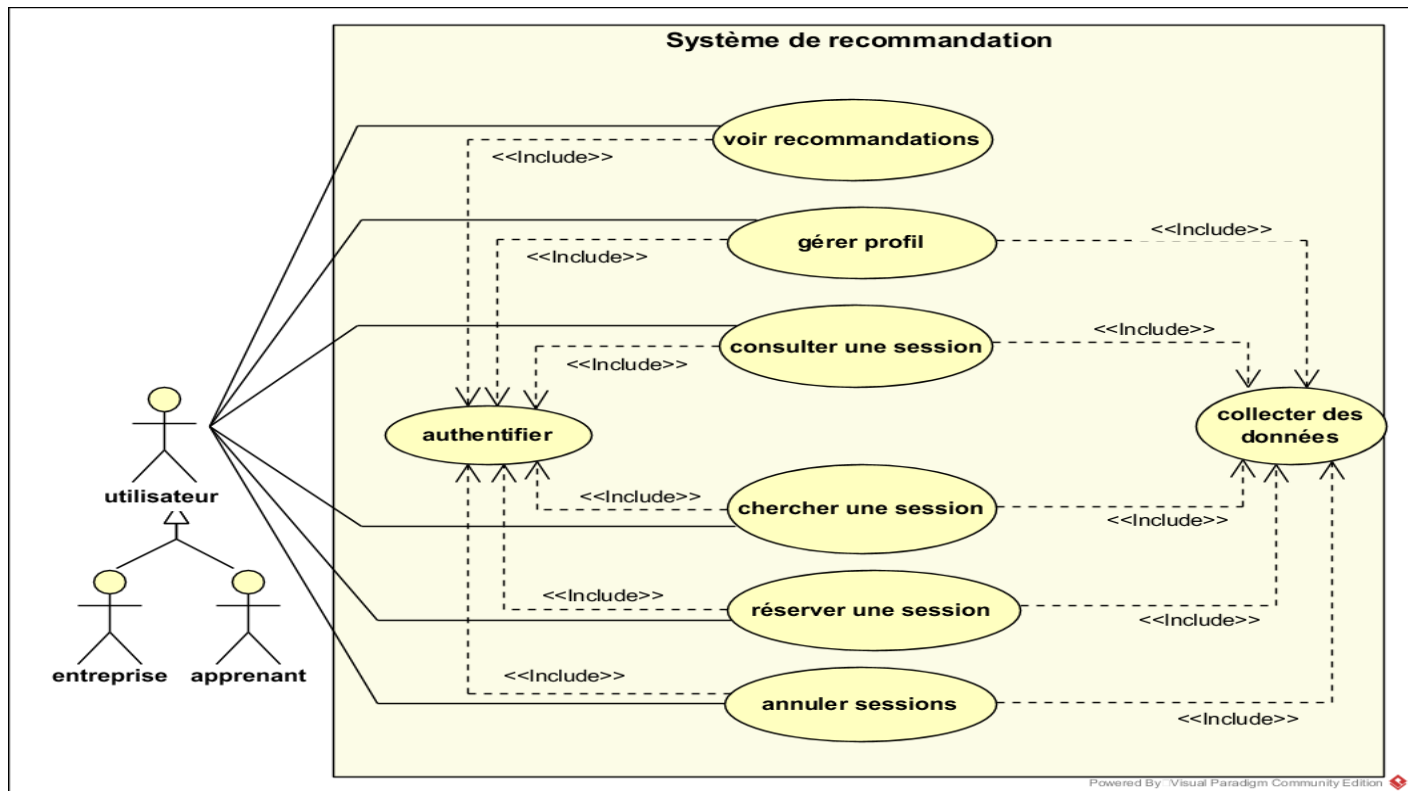 Système de recommandation
voir recommandations
<<Include>>
gérer profil
<<Include>>
<<Include>>
consulter une session
<<Include>>
<<Include>>
collecter des
données
authentifier
utilisateur
chercher une session
<<Include>>
<<Include>>
réserver une session
<<Include>>
<<Include>>
entreprise
apprenant
annuler sessions
<<Include>>
<<Include>>
Powered By Visual Paradigm Community Edition